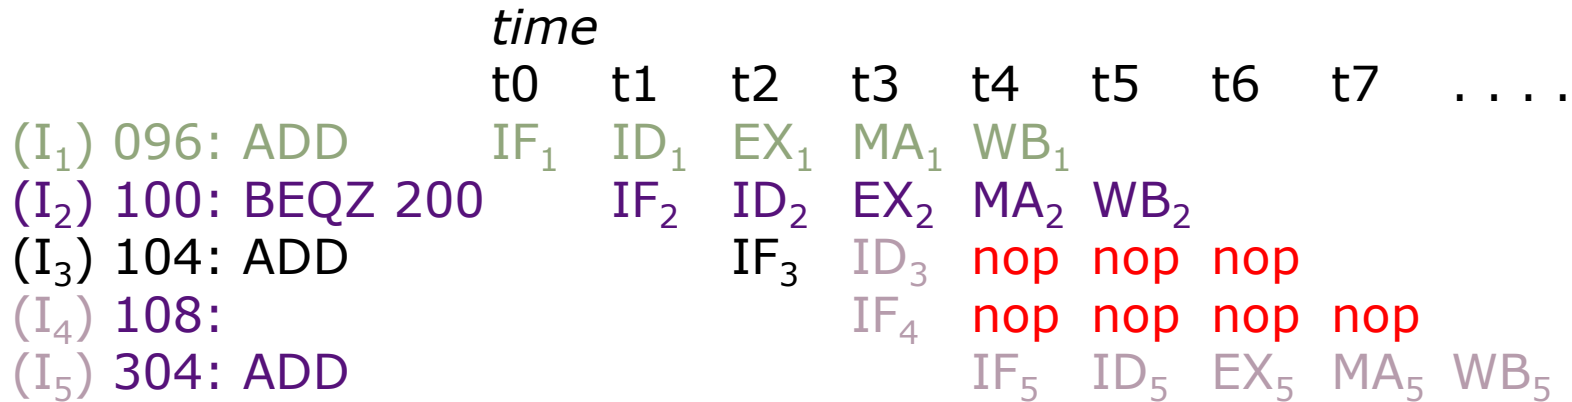 time
t0 t1 t2 t3 t4 t5 t6 t7 . . . .
(I₁) 096: ADD IF₁ ID₁ EX₁ MA₁ WB₁
(I₂) 100: BEQZ 200 IF₂ ID₂ EX₂ MA₂ WB₂
(I₃) 104: ADD IF₃ ID₃ nop nop nop
(I₄) 108: IF₄ nop nop nop nop
(I₅) 304: ADD IF₅ ID₅ EX₅ MA₅ WB₅